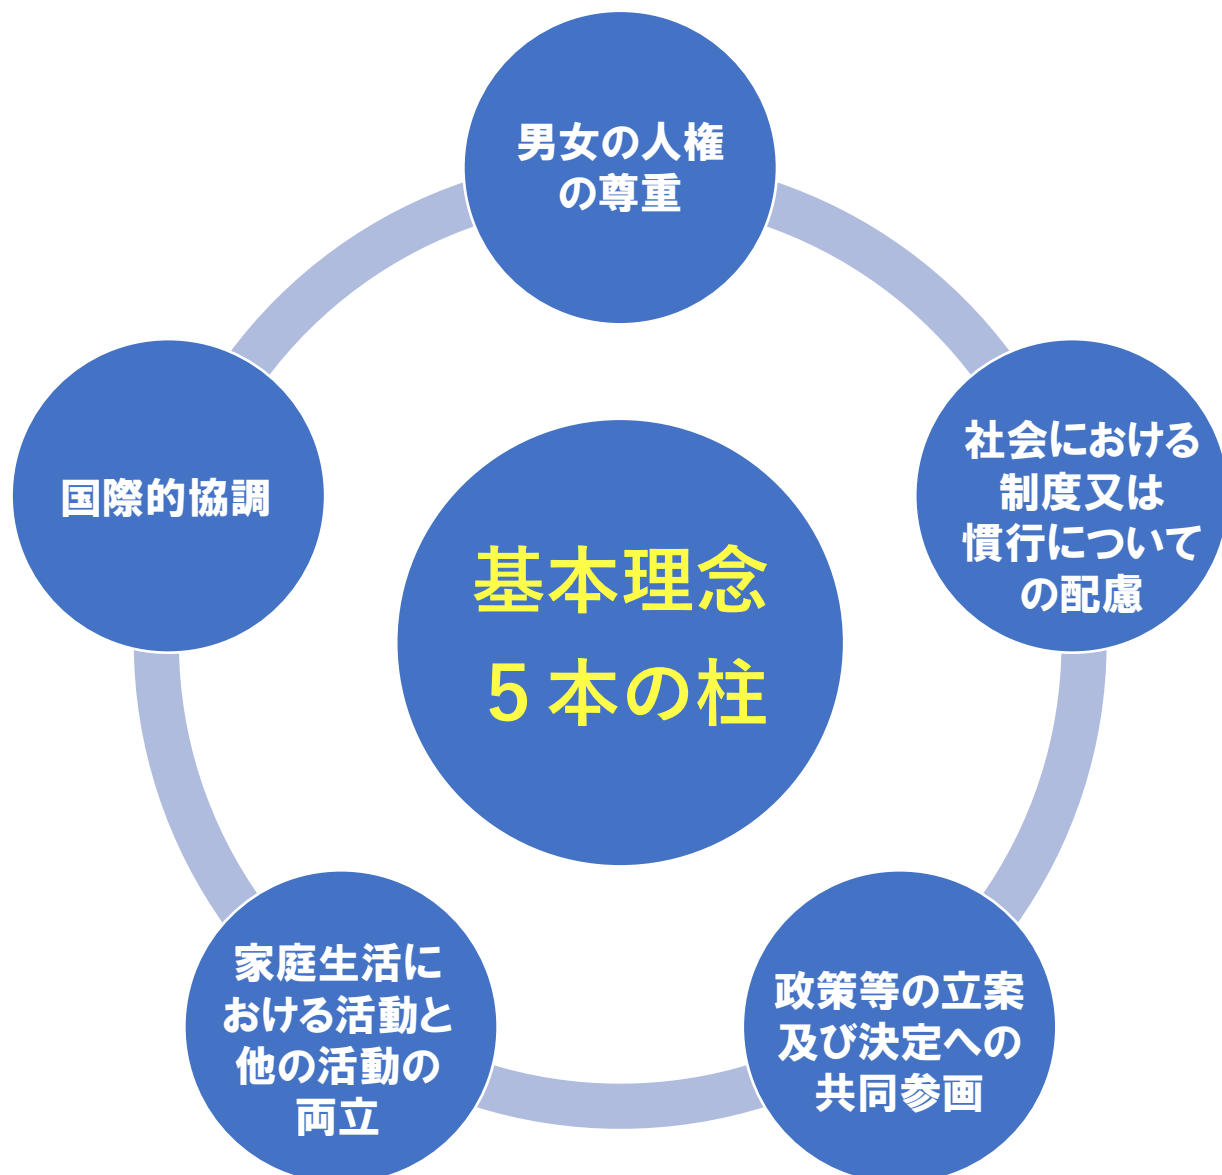 男女の人権
の尊重
社会における
制度又は
慣行について
の配慮
政策等の立案
及び決定への
共同参画
家庭生活に
おける活動と
他の活動の
両立
国際的協調
基本理念
５本の柱